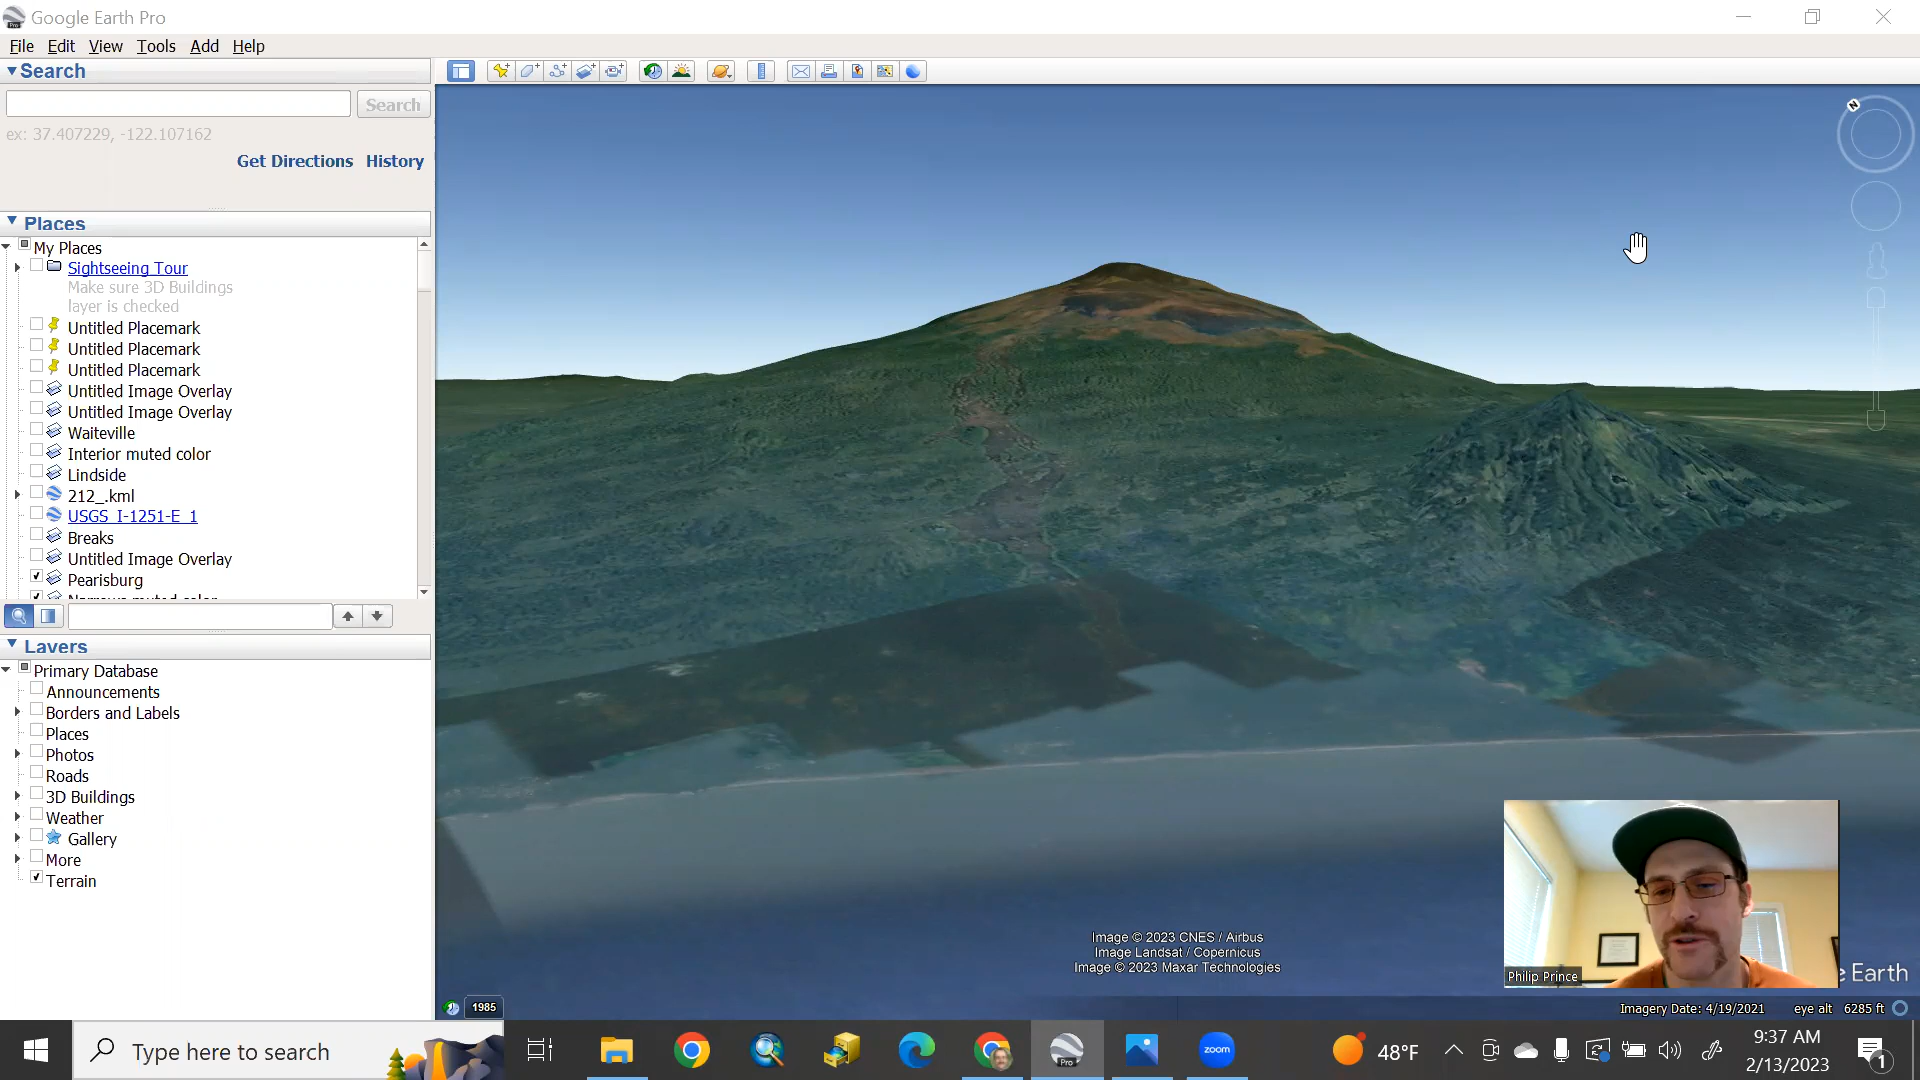 Google Earth Pro
File Edit View Tools Add Help
Search
Search
ex: 37.407229, -122.107162
Get Directions History
Places
My Places
Sightseeing Tour
Make sure 3D Buildings
layer is checked
Untitled Placemark
Untitled Placemark
Untitled Placemark
Untitled Image Overlay
Untitled Image Overlay
Waiteville
Interior muted color
Lindside
212_.kml
USGS_I-1251-E_1
Breaks
Untitled Image Overlay
Pearisburg
Narrows muted color
Layers
Primary Database
Announcements
Borders and Labels
Places
Photos
Roads
3D Buildings
Weather
Gallery
More
Terrain
N
Image © 2023 CNES / Airbus
Image Landsat / Copernicus
Image © 2023 Maxar Technologies
Philip Prince
Earth
1985
Imagery Date: 4/19/2021 eye alt 6285 ft
Type here to search
Pro
zoom
48°F
9:37 AM
2/13/2023
1